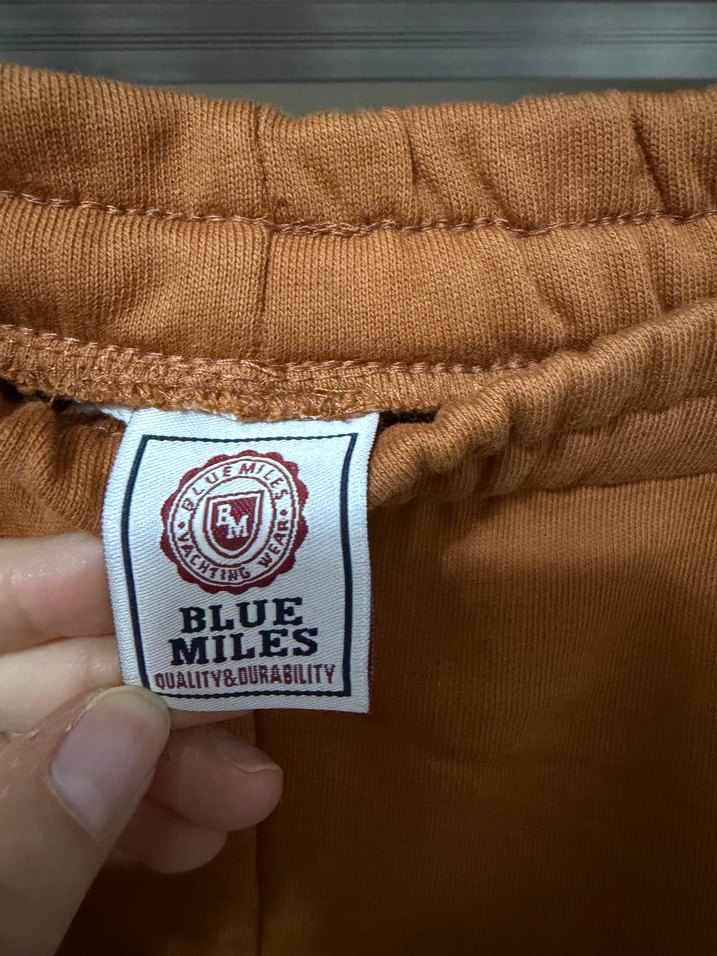 BLUE MILES
BM
YACHTING WEAR
BLUE
MILES
QUALITY&DURABILITY